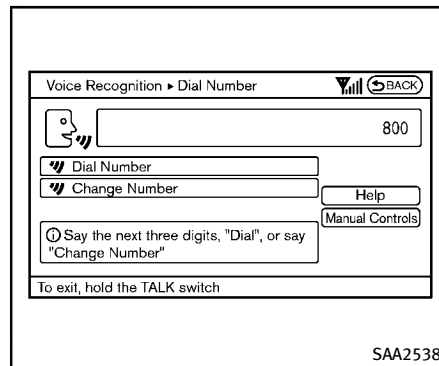 Voice Recognition ▸ Dial Number BACK
800
Dial Number
Change Number
Help
Manual Controls
Say the next three digits, "Dial", or say
"Change Number"
To exit, hold the TALK switch
SAA2538